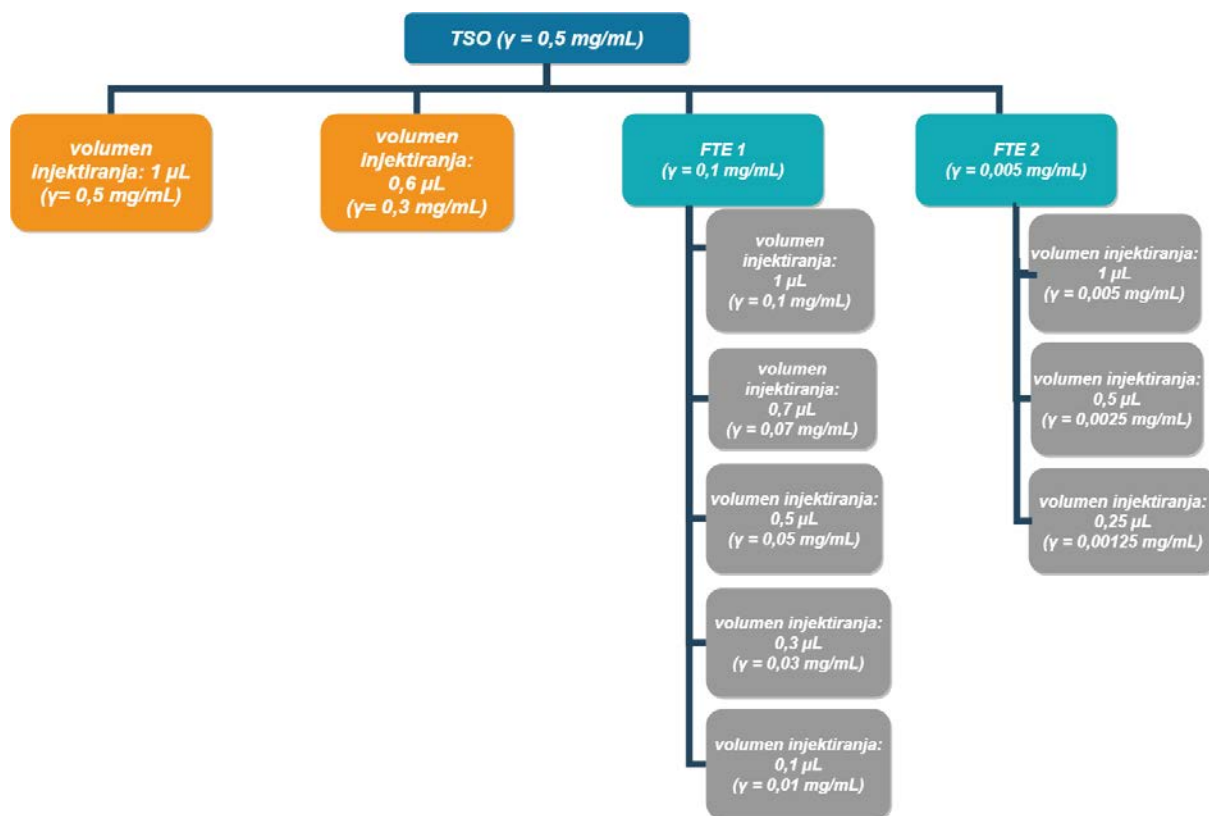 TSO (γ = 0,5 mg/mL)
volumen
injektiranja: 1 µL
(γ= 0,5 mg/mL)
volumen
injektiranja:
0,6 µL
(γ= 0,3 mg/mL)
FTE 1
(γ = 0,1 mg/mL)
volumen
injektiranja:
1 µL
(γ = 0,1 mg/mL)
volumen
injektiranja:
0,7 µL
(γ = 0,07 mg/mL)
volumen injektiranja:
0,5 µL
(γ = 0,05 mg/mL)
volumen injektiranja:
0,3 µL
(γ = 0,03 mg/mL)
volumen injektiranja:
0,1 µL
(γ = 0,01 mg/mL)
FTE 2
(γ = 0,005 mg/mL)
volumen injektiranja:
1 µL
(γ = 0,005 mg/mL)
volumen injektiranja:
0,5 µL
(γ = 0,0025 mg/mL)
volumen injektiranja:
0,25 µL
(γ = 0,00125 mg/mL)